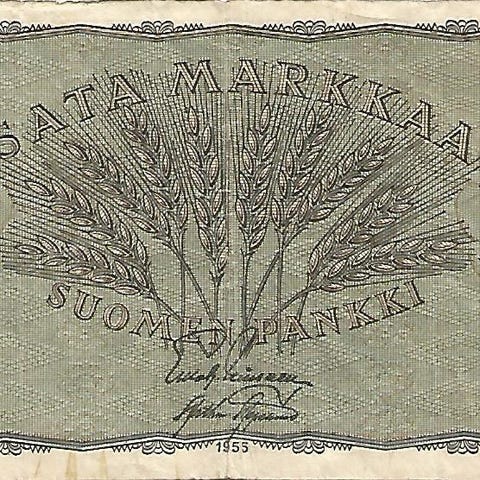 SATA MARKKAA
SUOMEN PANKKI
1955